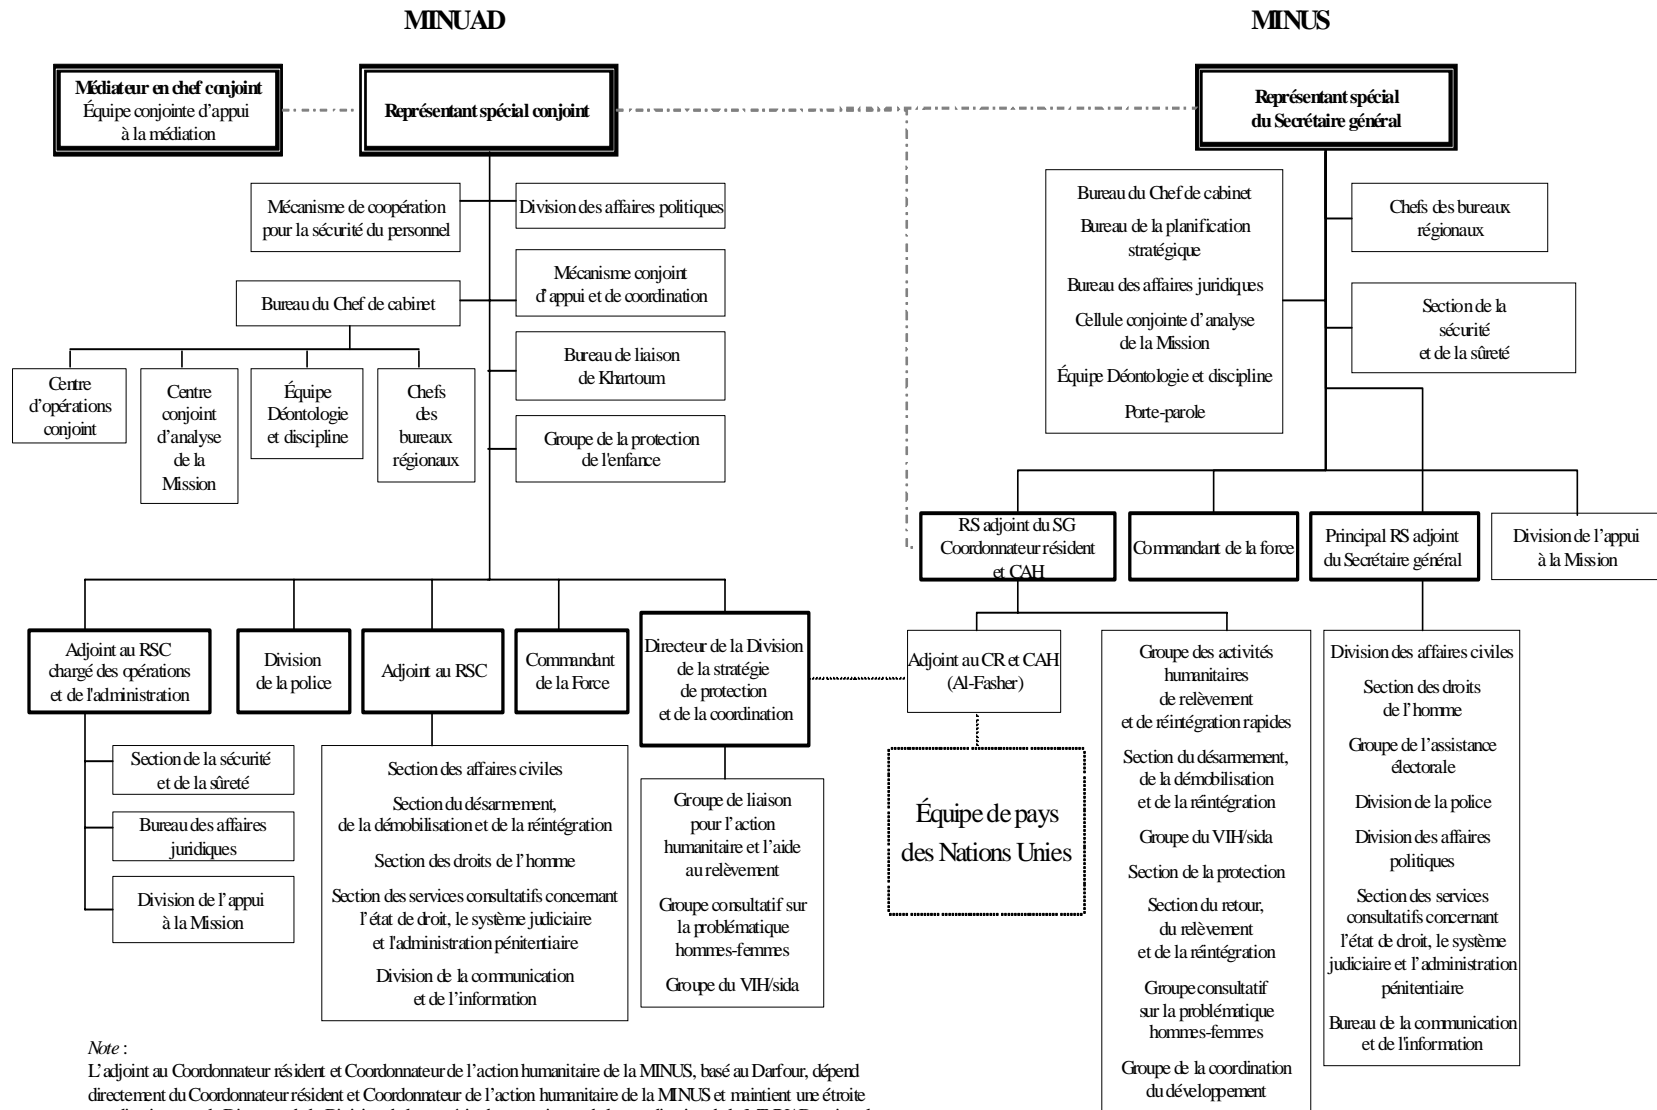 MINUAD
MINUS
Médiateur en chef conjoint
Équipe conjointe d'appui
à la médiation
Représentant spécial conjoint
Représentant spécial
du Secrétaire général
Mécanisme de coopération
pour la sécurité du personnel
Division des affaires politiques
Bureau du Chef de cabinet
Mécanisme conjoint
d'appui et de coordination
Centre
d'opérations
conjoint
Centre
conjoint
d'analyse
de la
Mission
Équipe
Déontologie
et discipline
Chefs
des
bureaux
régionaux
Bureau de liaison
de Khartoum
Groupe de la protection
de l'enfance
Bureau du Chef de cabinet
Bureau de la planification
stratégique
Bureau des affaires juridiques
Cellule conjointe d'analyse
de la Mission
Équipe Déontologie et discipline
Porte-parole
Chefs des bureaux
régionaux
Section de la
sécurité
et de la sûreté
RS adjoint du SG
Coordonnateur résident
et CAH
Commandant de la force
Principal RS adjoint
du Secrétaire général
Division de l'appui
à la Mission
Adjoint au RSC
chargé des opérations
et de l'administration
Division
de la police
Adjoint au RSC
Commandant
de la Force
Directeur de la Division
de la stratégie
de protection
et de la coordination
Adjoint au CR et CAH
(Al-Fasher)
Équipe de pays
des Nations Unies
Section de la sécurité
et de la sûreté
Bureau des affaires
juridiques
Division de l'appui
à la Mission
Section des affaires civiles
Section du désarmement,
de la démobilisation et de la réintégration
Section des droits de l'homme
Section des services consultatifs concernant
l'état de droit, le système judiciaire
et l'administration pénitentiaire
Division de la communication
et de l'information
Groupe de liaison
pour l'action
humanitaire et l'aide
au relèvement
Groupe consultatif sur
la problématique
hommes-femmes
Groupe du VIH/sida
Groupe des activités
humanitaires
de relèvement
et de réintégration rapides
Section du désarmement,
de la démobilisation
et de la réintégration
Groupe du VIH/sida
Section de la protection
Section du retour,
du relèvement
et de la réintégration
Groupe consultatif
sur la problématique
hommes-femmes
Groupe de la coordination
du développement
Division des affaires civiles
Section des droits
de l'homme
Groupe de l'assistance
électorale
Division de la police
Division des affaires
politiques
Section des services
consultatifs concernant
l'état de droit, le système
judiciaire et l'administration
pénitentiaire
Bureau de la communication
et de l'information
Note :
L'adjoint au Coordonnateur résident et Coordonnateur de l'action humanitaire de la MINUS, basé au Darfour, dépend
directement du Coordonnateur résident et Coordonnateur de l'action humanitaire de la MINUS et maintient une étroite